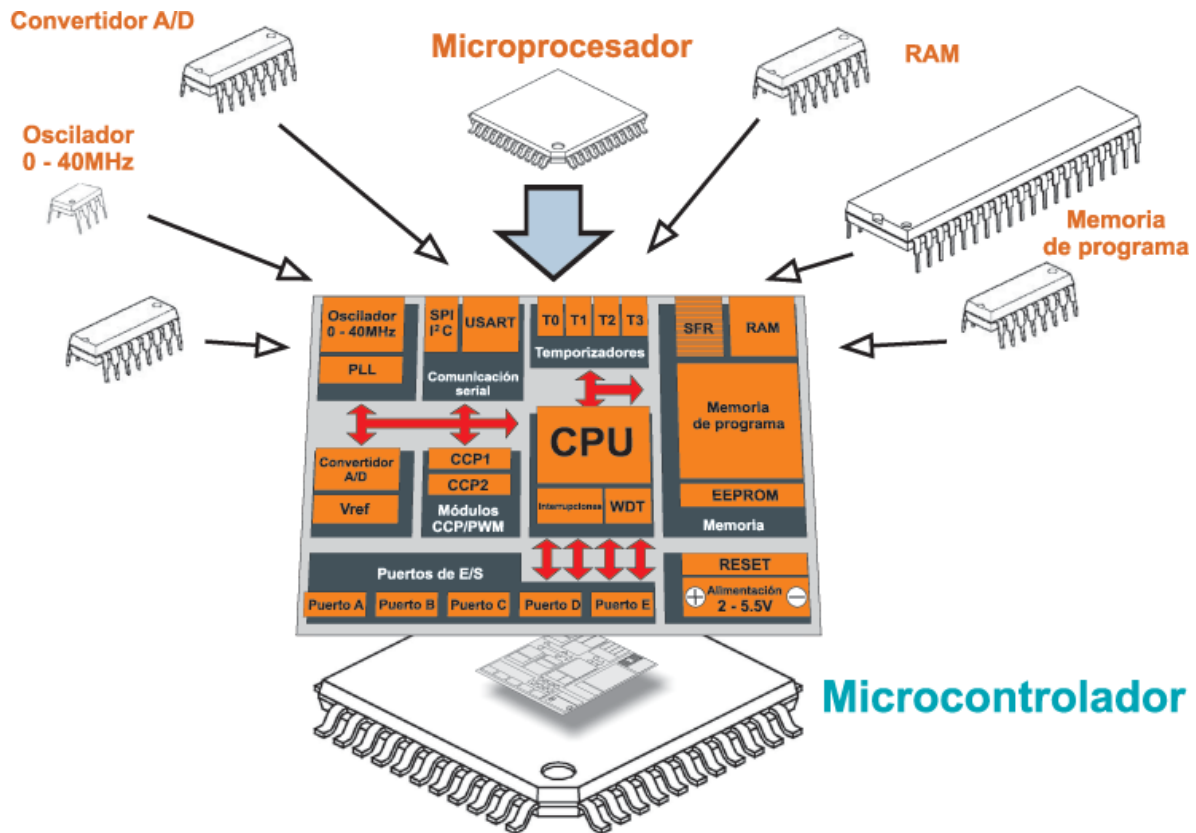 Convertidor A/D
Microprocesador
RAM
Oscilador
0 - 40MHz
Memoria
de programa
Oscilador
0 - 40MHz
PLL
SPI
I²C
USART
Comunicación
serial
T0
T1
T2
T3
Temporizadores
SFR
RAM
Memoria
de programa
EEPROM
Memoria
Convertidor
A/D
Vref
CCP1
CCP2
Módulos
CCP/PWM
CPU
Interrupciones
WDT
Puertos de E/S
Puerto A
Puerto B
Puerto C
Puerto D
Puerto E
RESET
+
Alimentación
2 - 5.5V
−
Microcontrolador